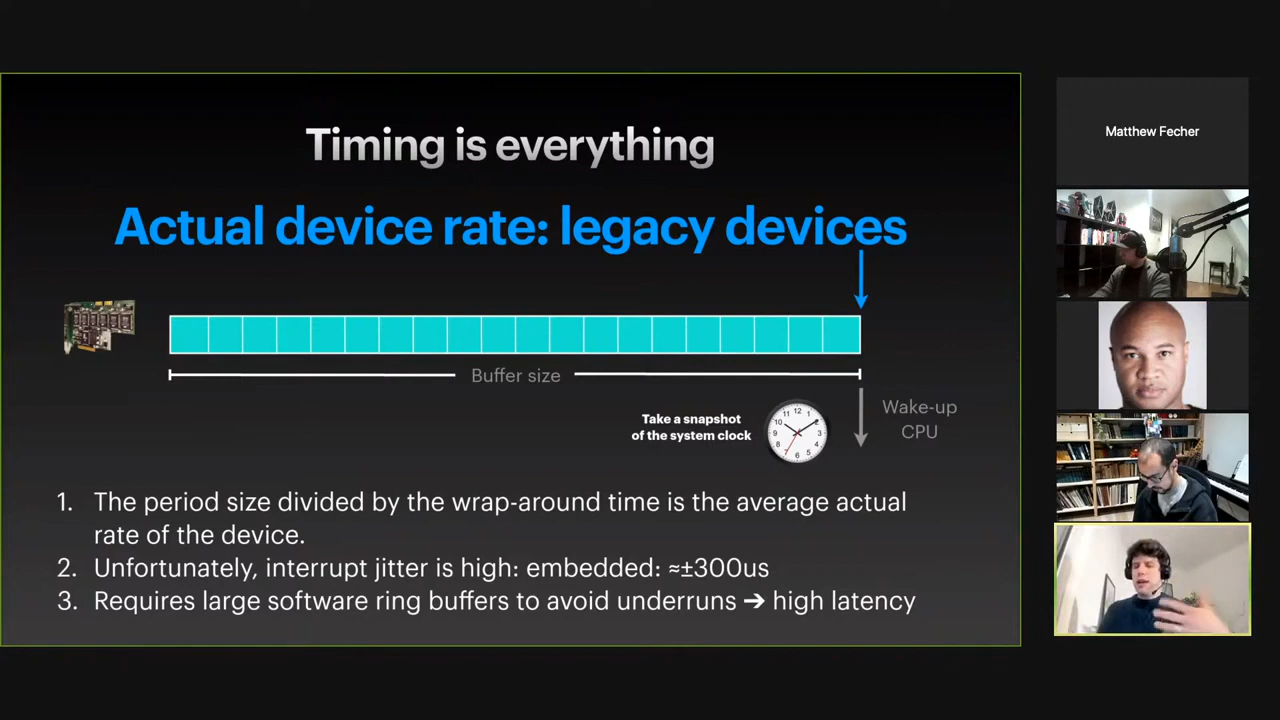 Timing is everything
Actual device rate: legacy devices
Buffer size
Take a snapshot
of the system clock
Wake-up
CPU
1. The period size divided by the wrap-around time is the average actual
rate of the device.
2. Unfortunately, interrupt jitter is high: embedded: ≈±300us
3. Requires large software ring buffers to avoid underruns ➔ high latency
Matthew Fecher